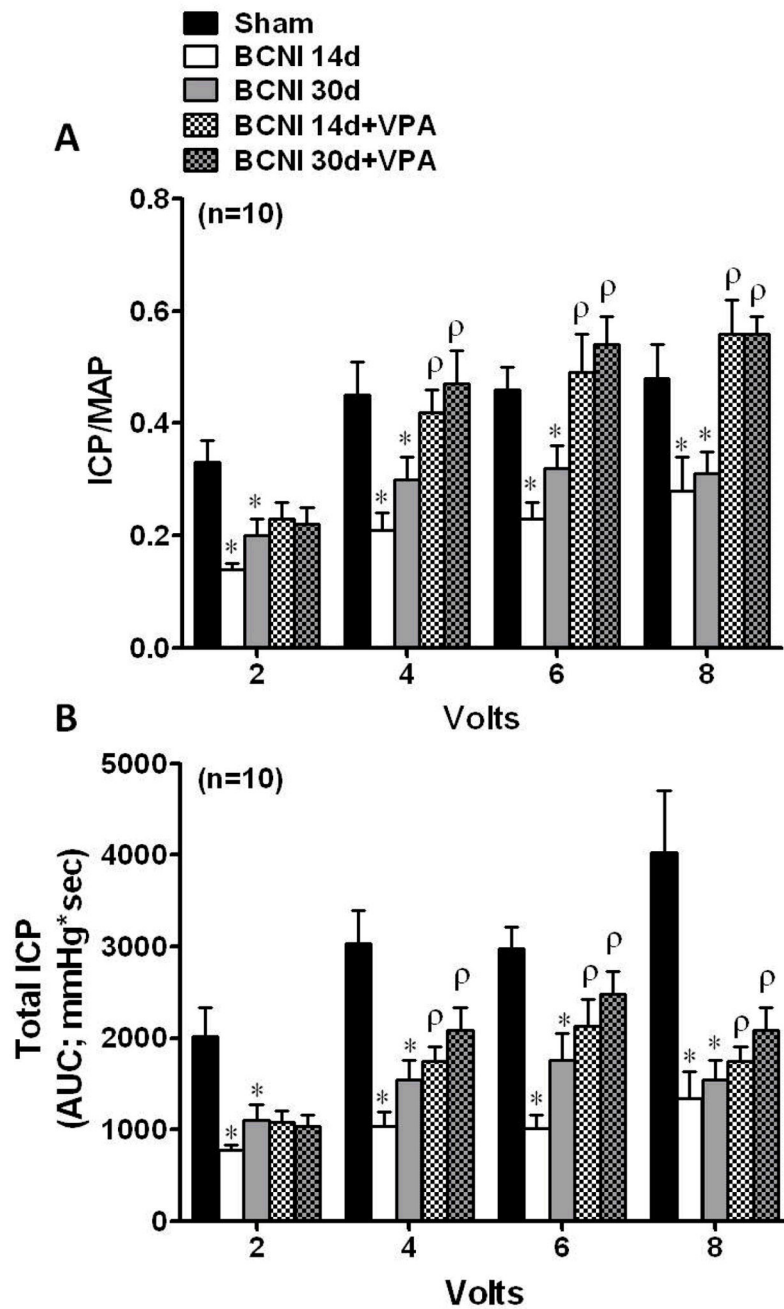 Sham
BCNI 14d
BCNI 30d
BCNI 14d+VPA
BCNI 30d+VPA
A
(n=10)
ICP/MAP
0.8
0.6
0.4
0.2
0.0
ρ ρ ρ ρ ρ ρ
* * * * * * * *
2 4 6 8
Volts
B
(n=10)
Total ICP
(AUC; mmHg*sec)
5000
4000
3000
2000
1000
0
ρ ρ ρ ρ ρ ρ
* * * * * * * *
2 4 6 8
Volts